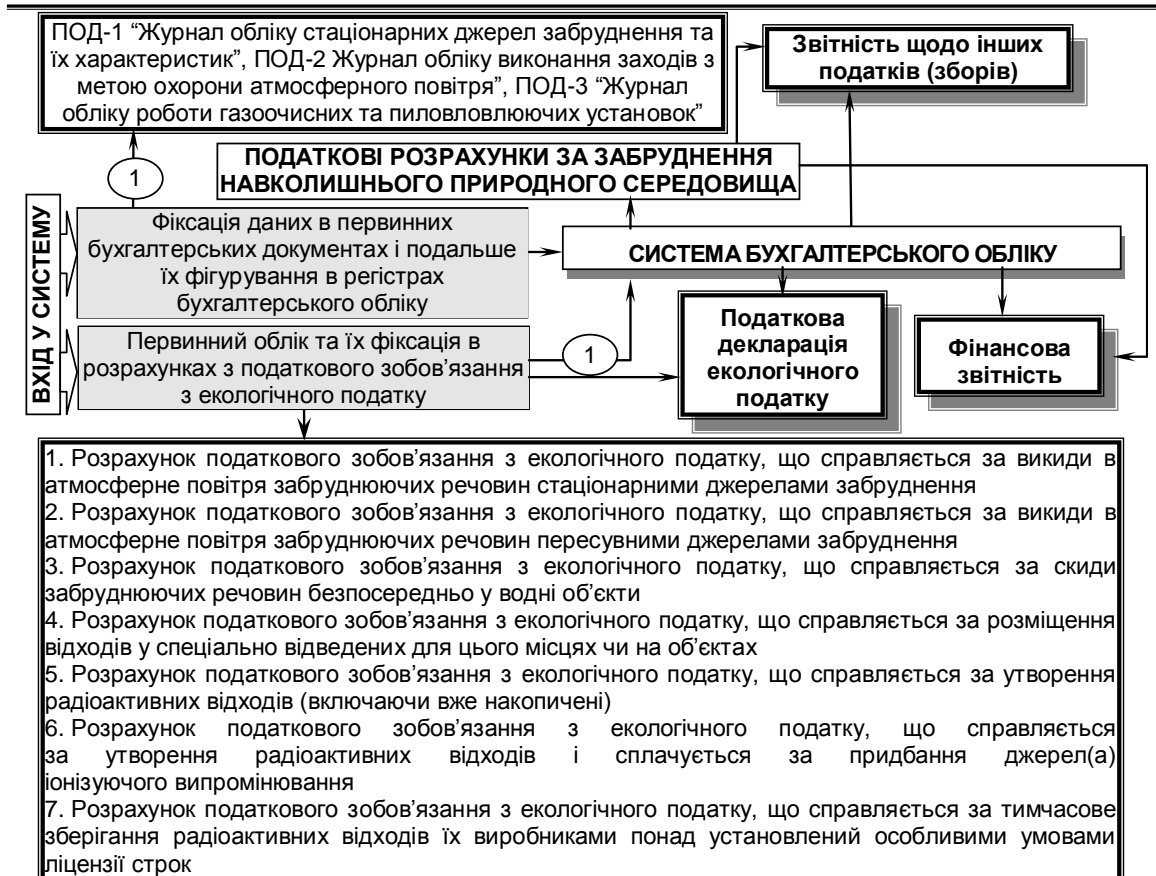 ПОД-1 “Журнал обліку стаціонарних джерел забруднення та
їх характеристик”, ПОД-2 Журнал обліку виконання заходів з
метою охорони атмосферного повітря”, ПОД-3 “Журнал
обліку роботи газоочисних та пиловловлюючих установок”
Звітність щодо інших
податків (зборів)
1
ПОДАТКОВІ РОЗРАХУНКИ ЗА ЗАБРУДНЕННЯ
НАВКОЛИШНЬОГО ПРИРОДНОГО СЕРЕДОВИЩА
ВХІД У СИСТЕМУ
Фіксація даних в первинних
бухгалтерських документах і подальше
їх фігурування в регістрах
бухгалтерського обліку
СИСТЕМА БУХГАЛТЕРСЬКОГО ОБЛІКУ
Первинний облік та їх фіксація в
розрахунках з податкового зобов’язання
з екологічного податку
1
Податкова
декларація
екологічного
податку
Фінансова
звітність
1. Розрахунок податкового зобов’язання з екологічного податку, що справляється за викиди в
атмосферне повітря забруднюючих речовин стаціонарними джерелами забруднення
2. Розрахунок податкового зобов’язання з екологічного податку, що справляється за викиди в
атмосферне повітря забруднюючих речовин пересувними джерелами забруднення
3. Розрахунок податкового зобов’язання з екологічного податку, що справляється за скиди
забруднюючих речовин безпосередньо у водні об’єкти
4. Розрахунок податкового зобов’язання з екологічного податку, що справляється за розміщення
відходів у спеціально відведених для цього місцях чи на об’єктах
5. Розрахунок податкового зобов’язання з екологічного податку, що справляється за утворення
радіоактивних відходів (включаючи вже накопичені)
6. Розрахунок податкового зобов’язання з екологічного податку, що справляється
за утворення радіоактивних відходів і сплачується за придбання джерел(а)
іонізуючого випромінювання
7. Розрахунок податкового зобов’язання з екологічного податку, що справляється за тимчасове
зберігання радіоактивних відходів їх виробниками понад установлений особливими умовами
ліцензії строк